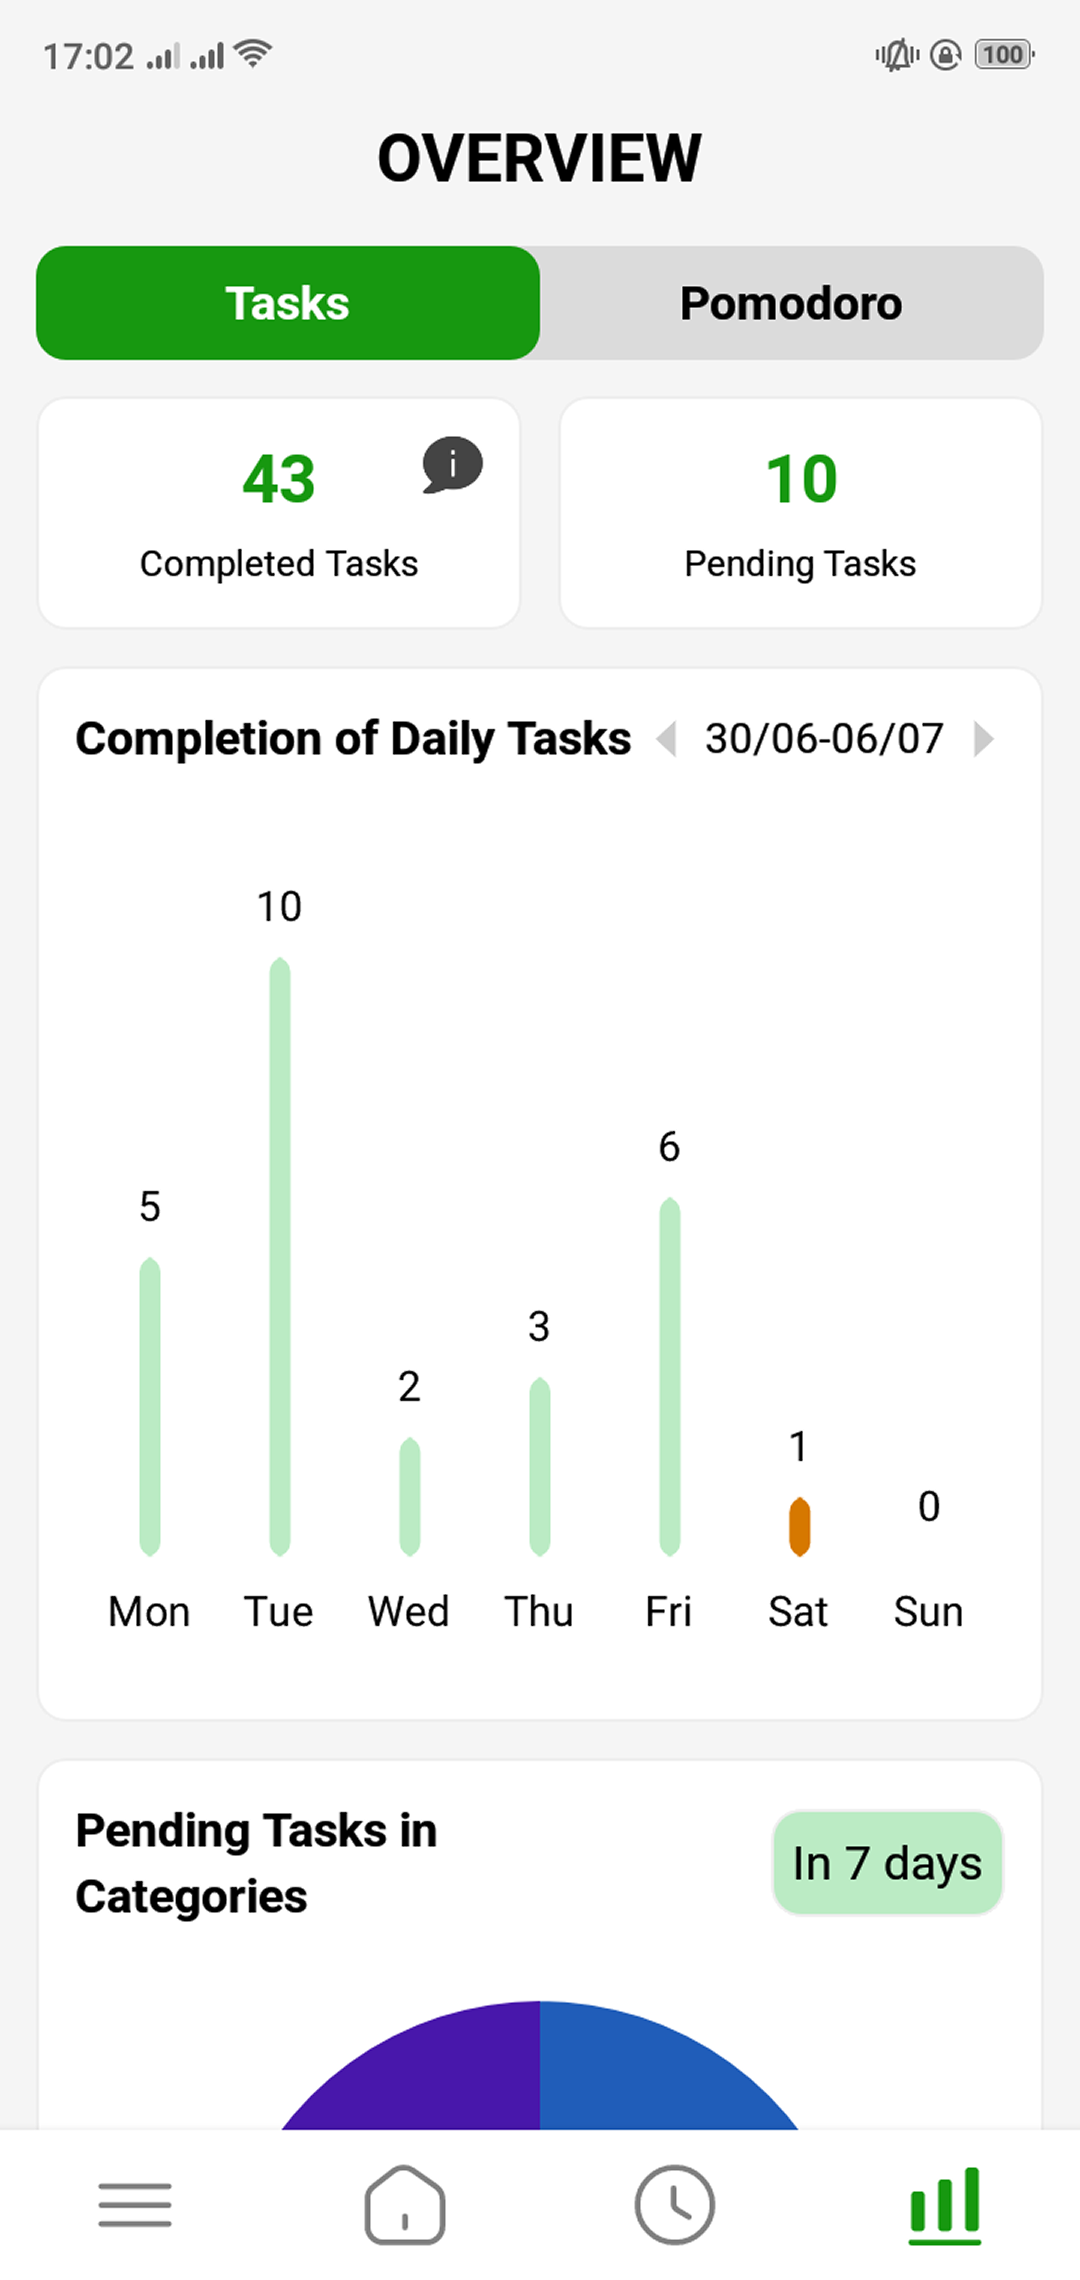 17:02 100
OVERVIEW
Tasks Pomodoro
43 i 10
Completed Tasks Pending Tasks
Completion of Daily Tasks 30/06-06/07
10
6
5
3
2
1
0
Mon Tue Wed Thu Fri Sat Sun
Pending Tasks in
Categories
In 7 days